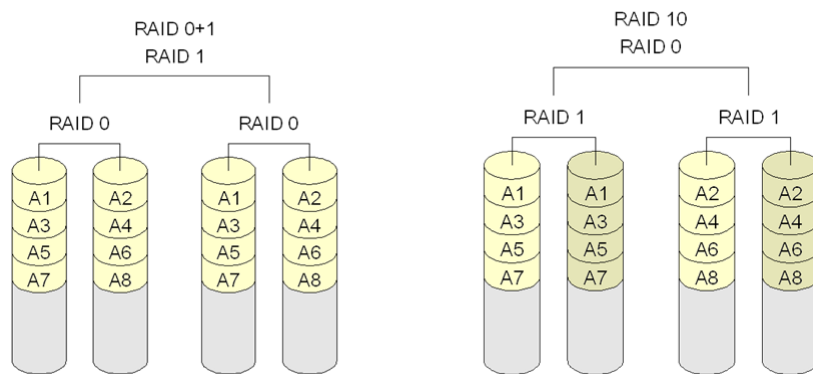 RAID 0+1
RAID 1
RAID 0 RAID 0
A1 A2 A1 A2
A3 A4 A3 A4
A5 A6 A5 A6
A7 A8 A7 A8
RAID 10
RAID 0
RAID 1 RAID 1
A1 A1 A2 A2
A3 A3 A4 A4
A5 A5 A6 A6
A7 A7 A8 A8